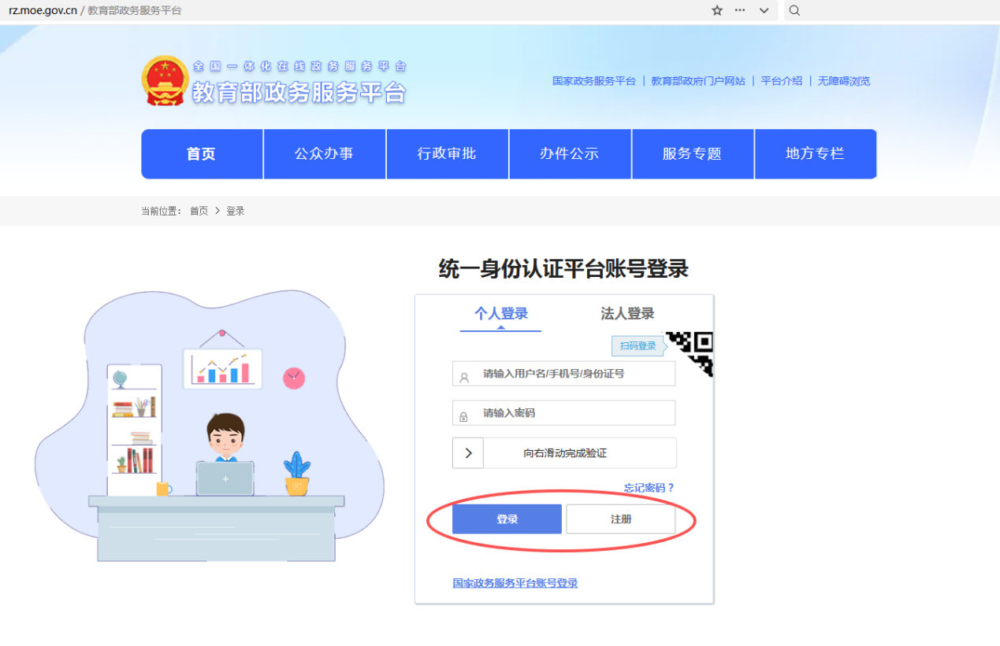 rz.moe.gov.cn / 教育部政务服务平台
全国一体化在线政务服务平台
教育部政务服务平台
国家政务服务平台 | 教育部政府门户网站 | 平台介绍 | 无障碍浏览
首页 公众办事 行政审批 办件公示 服务专题 地方专栏
当前位置： 首页 > 登录
统一身份认证平台账号登录
个人登录 法人登录
扫码登录
请输入用户名/手机号/身份证号
请输入密码
> 向右滑动完成验证
忘记密码？
登录 注册
国家政务服务平台账号登录